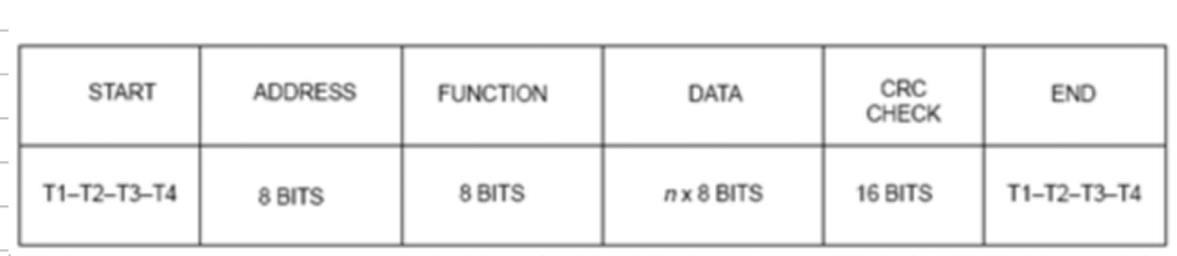 START ADDRESS FUNCTION DATA CRC CHECK END
T1–T2–T3–T4 8 BITS 8 BITS n x 8 BITS 16 BITS T1–T2–T3–T4